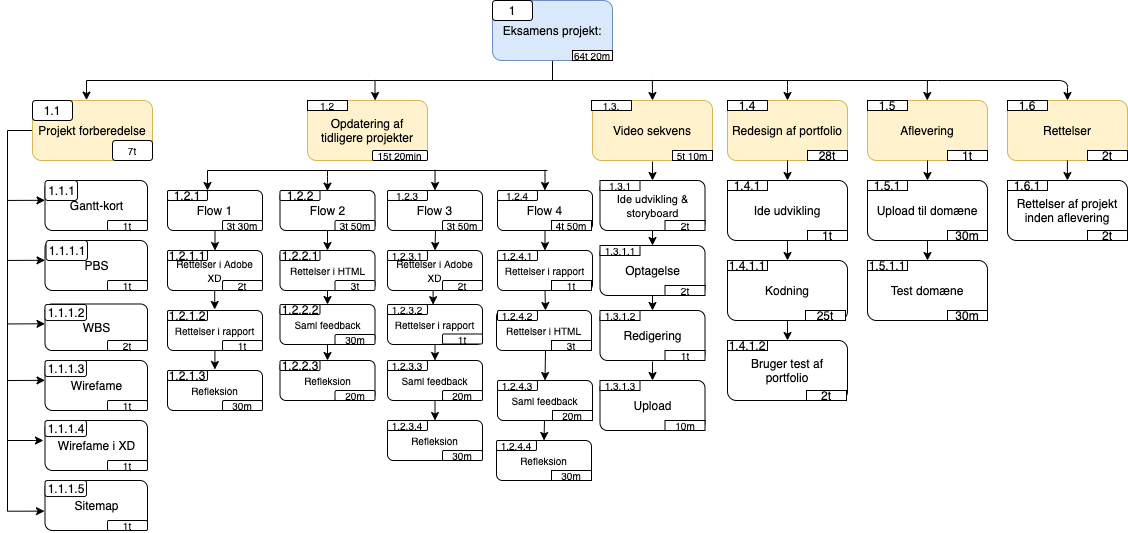 1
Eksamens projekt:
64t 20m
1.1
Projekt forberedelse
7t
1.1.1
Gantt-kort
1t
1.1.1.1
PBS
1t
1.1.1.2
WBS
2t
1.1.1.3
Wirefame
1t
1.1.1.4
Wirefame i XD
1t
1.1.1.5
Sitemap
1t
1.2
Opdatering af
tidligere projekter
15t 20min
1.2.1
Flow 1
3t 30m
1.2.1.1
Rettelser i Adobe
XD
2t
1.2.1.2
Rettelser i rapport
1t
1.2.1.3
Refleksion
30m
1.2.2
Flow 2
3t 50m
1.2.2.1
Rettelser i HTML
3t
1.2.2.2
Saml feedback
30m
1.2.2.3
Refleksion
20m
1.2.3
Flow 3
3t 50m
1.2.3.1
Rettelser i Adobe
XD
2t
1.2.3.2
Rettelser i rapport
1t
1.2.3.3
Saml feedback
20m
1.2.3.4
Refleksion
30m
1.2.4
Flow 4
4t 50m
1.2.4.1
Rettelser i rapport
1t
1.2.4.2
Rettelser i HTML
3t
1.2.4.3
Saml feedback
20m
1.2.4.4
Refleksion
30m
1.3.
Video sekvens
5t 10m
1.3.1
Ide udvikling &
storyboard
2t
1.3.1.1
Optagelse
2t
1.3.1.2
Redigering
1t
1.3.1.3
Upload
10m
1.4
Redesign af portfolio
28t
1.4.1
Ide udvikling
1t
1.4.1.1
Kodning
25t
1.4.1.2
Bruger test af
portfolio
2t
1.5
Aflevering
1t
1.5.1
Upload til domæne
30m
1.5.1.1
Test domæne
30m
1.6
Rettelser
2t
1.6.1
Rettelser af projekt
inden aflevering
2t